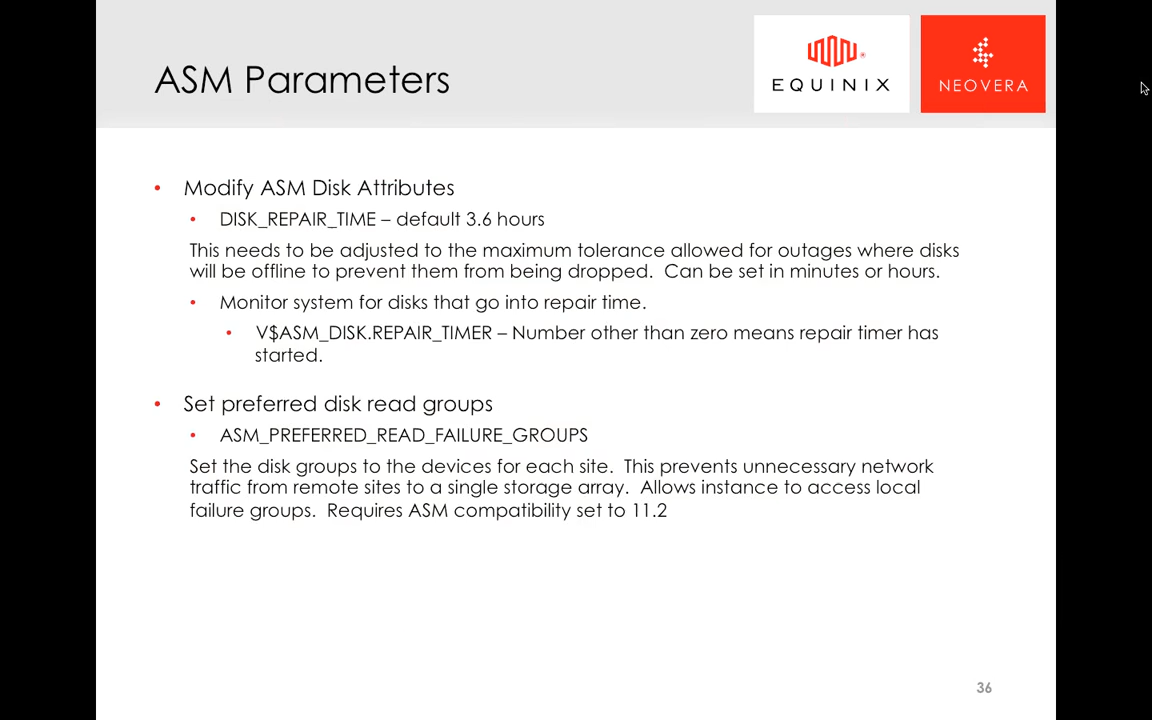 ASM Parameters
EQUINIX
NEOVERA
• Modify ASM Disk Attributes
• DISK_REPAIR_TIME – default 3.6 hours
This needs to be adjusted to the maximum tolerance allowed for outages where disks
will be offline to prevent them from being dropped.  Can be set in minutes or hours.
• Monitor system for disks that go into repair time.
• V$ASM_DISK.REPAIR_TIMER – Number other than zero means repair timer has
started.
• Set preferred disk read groups
• ASM_PREFERRED_READ_FAILURE_GROUPS
Set the disk groups to the devices for each site.  This prevents unnecessary network
traffic from remote sites to a single storage array.  Allows instance to access local
failure groups.  Requires ASM compatibility set to 11.2
36